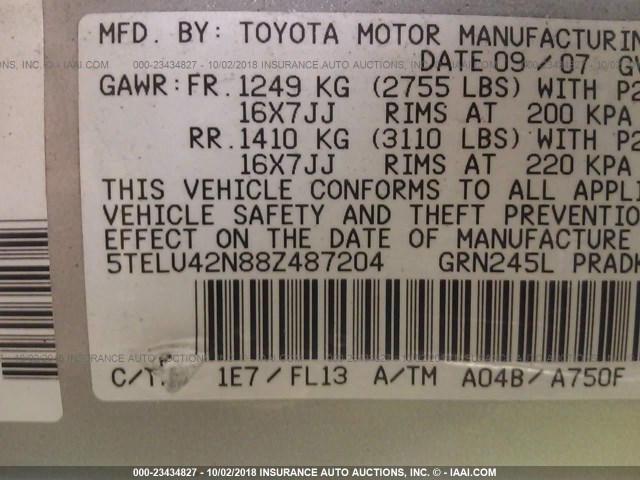 MFD. BY: TOYOTA MOTOR MANUFACTURIN
DATE 09 / 07 GV
GAWR: FR. 1249 KG (2755 LBS) WITH P2
16X7JJ RIMS AT 200 KPA
RR. 1410 KG (3110 LBS) WITH P2
16X7JJ RIMS AT 220 KPA
THIS VEHICLE CONFORMS TO ALL APPLI
VEHICLE SAFETY AND THEFT PREVENTIO
EFFECT ON THE DATE OF MANUFACTURE
5TELU42N88Z487204 GRN245L PRADK
C/T 1E7 / FL13 A/TM A04B / A750F
000-23434827 - 10/02/2018 INSURANCE AUTO AUCTIONS, INC. - © IAAI.COM